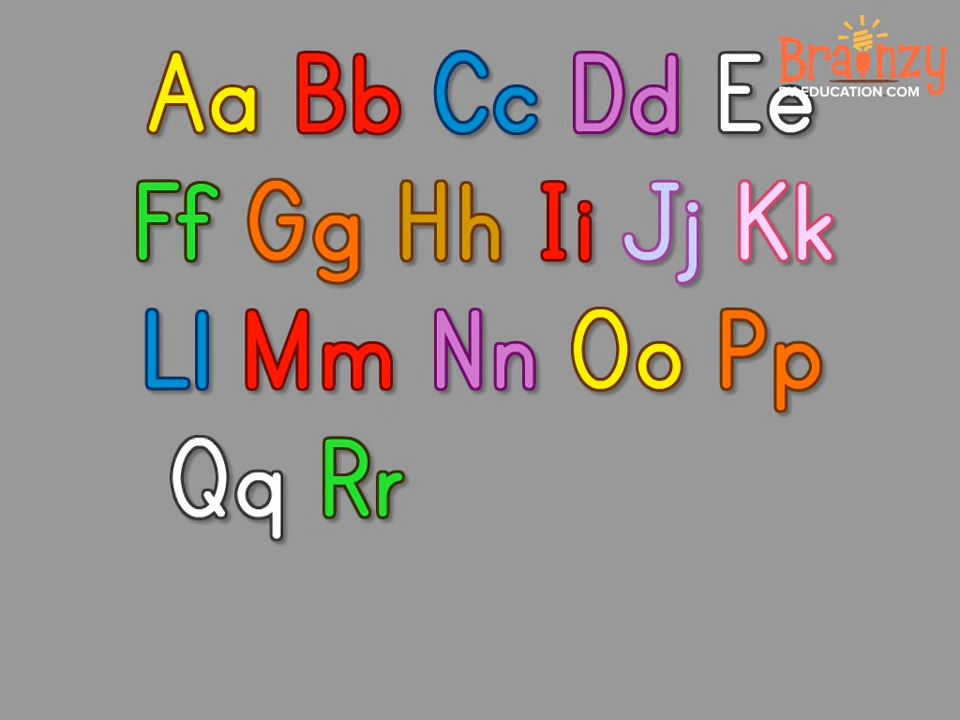 Brainzy
BY EDUCATION.COM
Aa Bb Cc Dd Ee
Ff Gg Hh Ii Jj Kk
Ll Mm Nn Oo Pp
Qq Rr